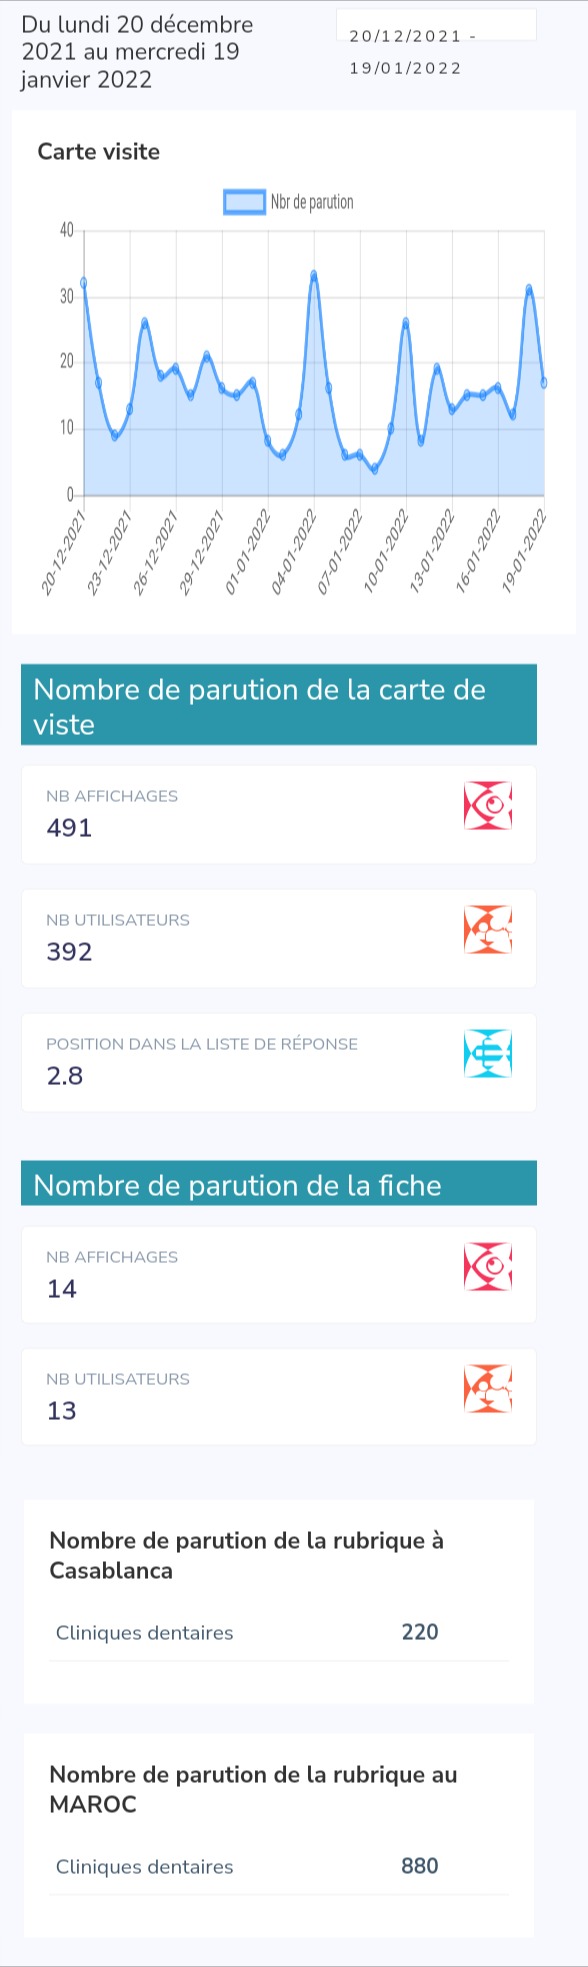 Du lundi 20 décembre
2021 au mercredi 19
janvier 2022
20/12/2021 -
19/01/2022
Carte visite
Nbr de parution
40
30
20
10
0
20-12-2021
23-12-2021
26-12-2021
29-12-2021
01-01-2022
04-01-2022
07-01-2022
10-01-2022
13-01-2022
16-01-2022
19-01-2022
Nombre de parution de la carte de
viste
NB AFFICHAGES
491
NB UTILISATEURS
392
POSITION DANS LA LISTE DE RÉPONSE
2.8
Nombre de parution de la fiche
NB AFFICHAGES
14
NB UTILISATEURS
13
Nombre de parution de la rubrique à
Casablanca
Cliniques dentaires 220
Nombre de parution de la rubrique au
MAROC
Cliniques dentaires 880